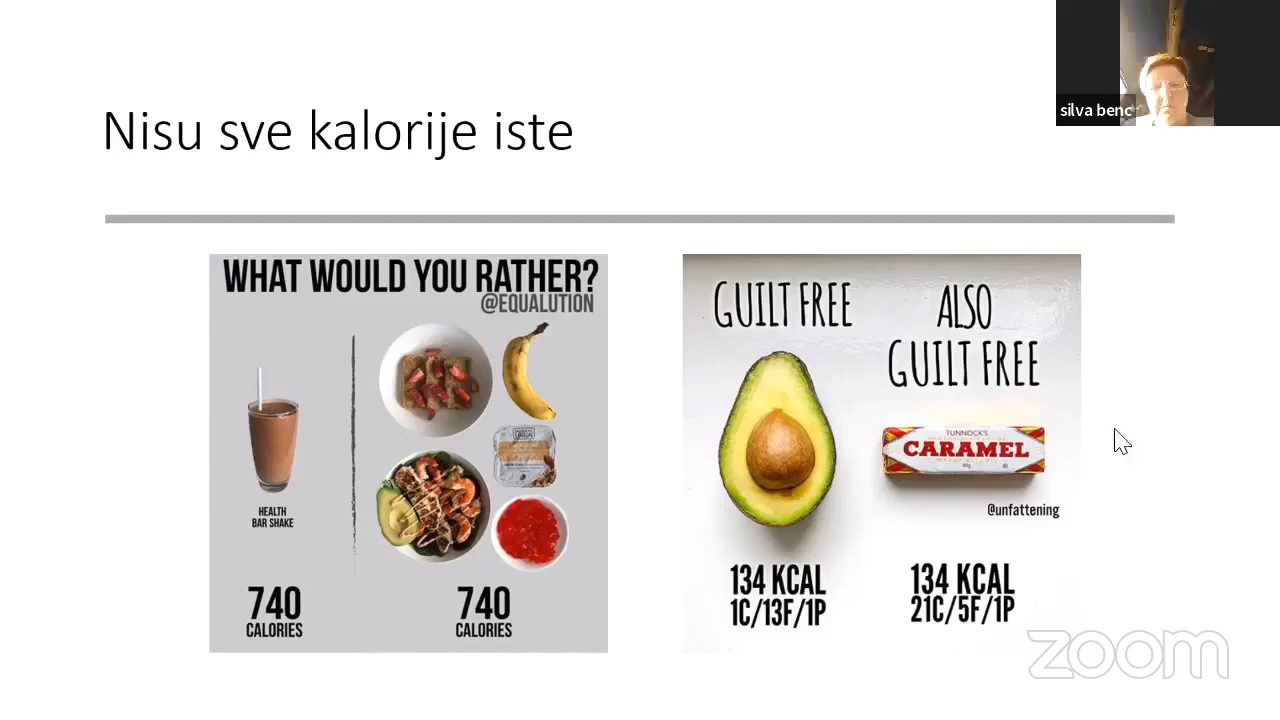 silva benc
Nisu sve kalorije iste
WHAT WOULD YOU RATHER?
@EQUALUTION
HEALTH
BAR SHAKE
740
CALORIES
740
CALORIES
GUILT FREE
ALSO
GUILT FREE
TUNNOCK'S
CARAMEL
30g
@unfattening
134 KCAL
1C/13F/1P
134 KCAL
21C/5F/1P
zoom